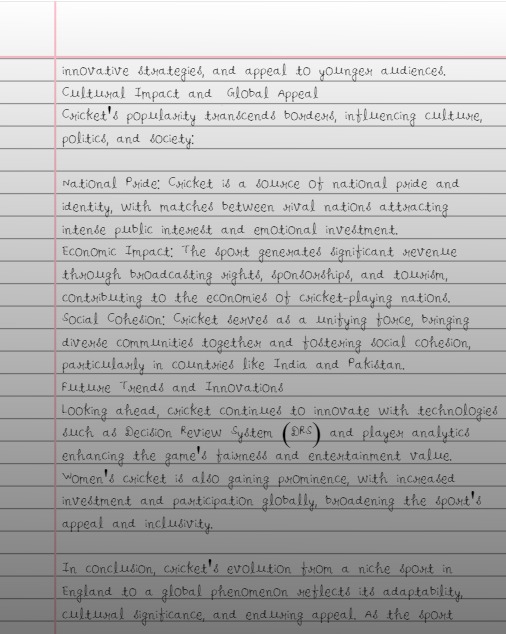 innovative strategies, and appeal to younger audiences.
Cultural Impact and Global Appeal
Cricket's popularity transcends borders, influencing culture,
politics, and society:
National Pride: Cricket is a source of national pride and
identity, with matches between rival nations attracting
intense public interest and emotional investment.
Economic Impact: The sport generates significant revenue
through broadcasting rights, sponsorships, and tourism,
contributing to the economies of cricket-playing nations.
Social Cohesion: Cricket serves as a unifying force, bringing
diverse communities together and fostering social cohesion,
particularly in countries like India and Pakistan.
Future Trends and Innovations
Looking ahead, cricket continues to innovate with technologies
such as Decision Review System (DRS) and player analytics
enhancing the game's fairness and entertainment value.
Women's cricket is also gaining prominence, with increased
investment and participation globally, broadening the sport's
appeal and inclusivity.
In conclusion, cricket's evolution from a niche sport in
England to a global phenomenon reflects its adaptability,
cultural significance, and enduring appeal. As the sport